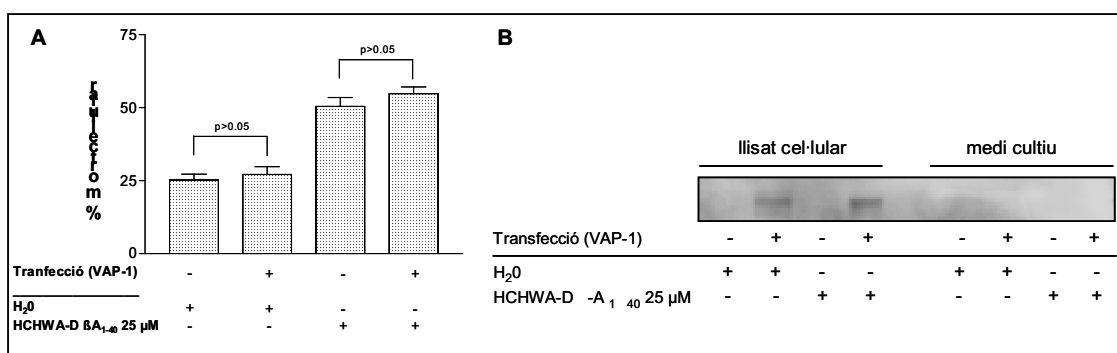 A
75
50
25
0
% mort cel·lular
p>0.05
p>0.05
Tranfecció (VAP-1) - + - +
H₂0 + + - -
HCHWA-D ßA₁₋₄₀ 25 µM - - + +
B
llisat cel·lular medi cultiu
Transfecció (VAP-1) - + - + - + - +
H₂0 + + - - + + - -
HCHWA-D -A ₁ ₄₀ 25 µM - - + + - - + +